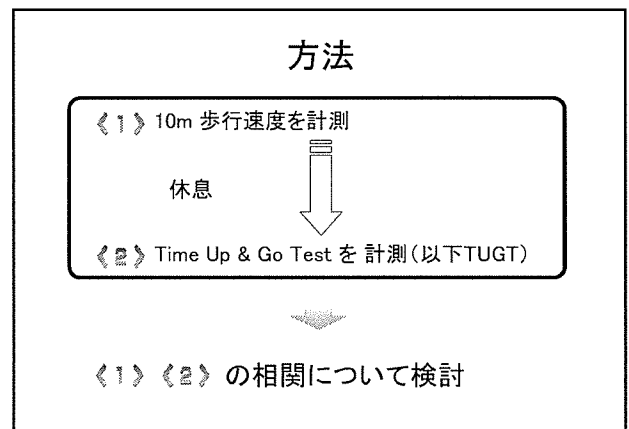 方法
《1》 10m 歩行速度を計測
休息
《2》 Time Up & Go Test を 計測（以下TUGT）
《1》《2》 の相関について検討